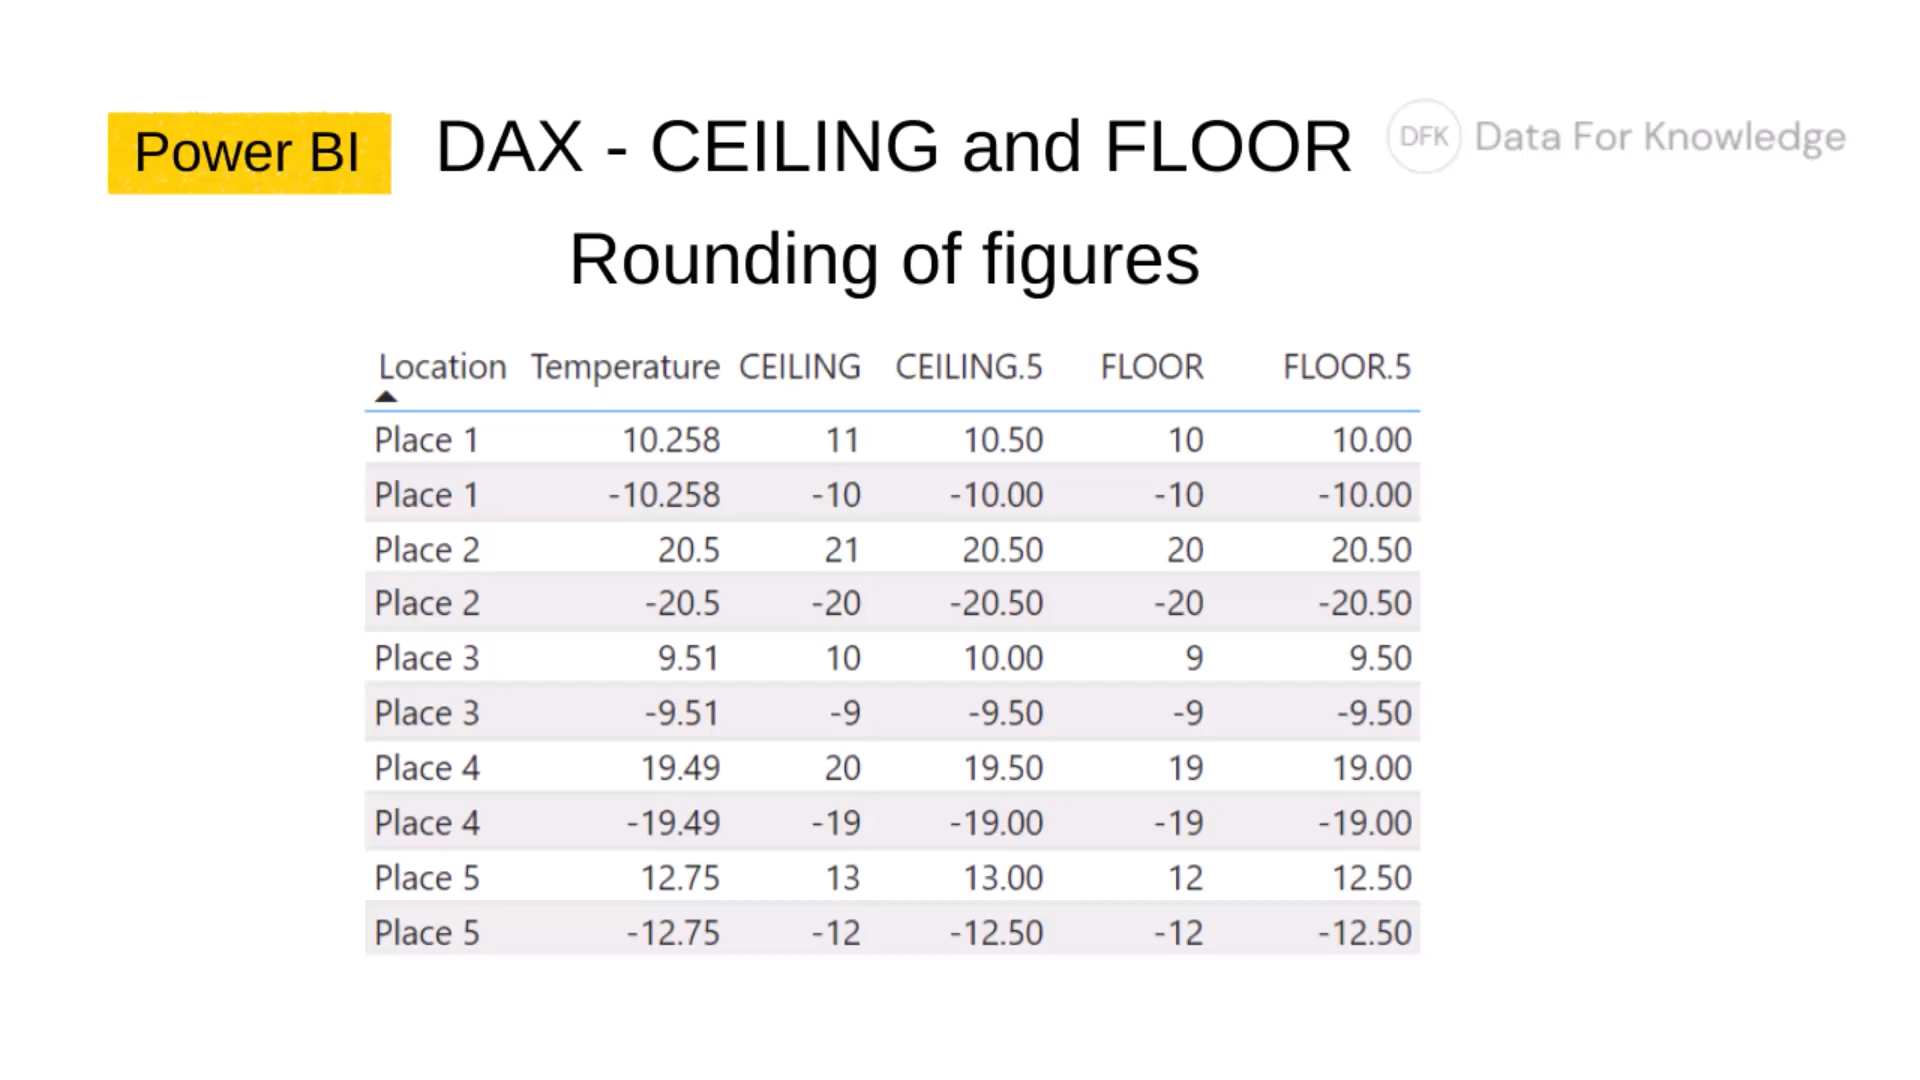 Power BI DAX - CEILING and FLOOR DFK Data For Knowledge
Rounding of figures
Location Temperature CEILING CEILING.5 FLOOR FLOOR.5
Place 1 10.258 11 10.50 10 10.00
Place 1 -10.258 -10 -10.00 -10 -10.00
Place 2 20.5 21 20.50 20 20.50
Place 2 -20.5 -20 -20.50 -20 -20.50
Place 3 9.51 10 10.00 9 9.50
Place 3 -9.51 -9 -9.50 -9 -9.50
Place 4 19.49 20 19.50 19 19.00
Place 4 -19.49 -19 -19.00 -19 -19.00
Place 5 12.75 13 13.00 12 12.50
Place 5 -12.75 -12 -12.50 -12 -12.50